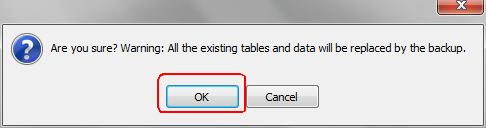 Are you sure? Warning: All the existing tables and data will be replaced by the backup.
OK
Cancel